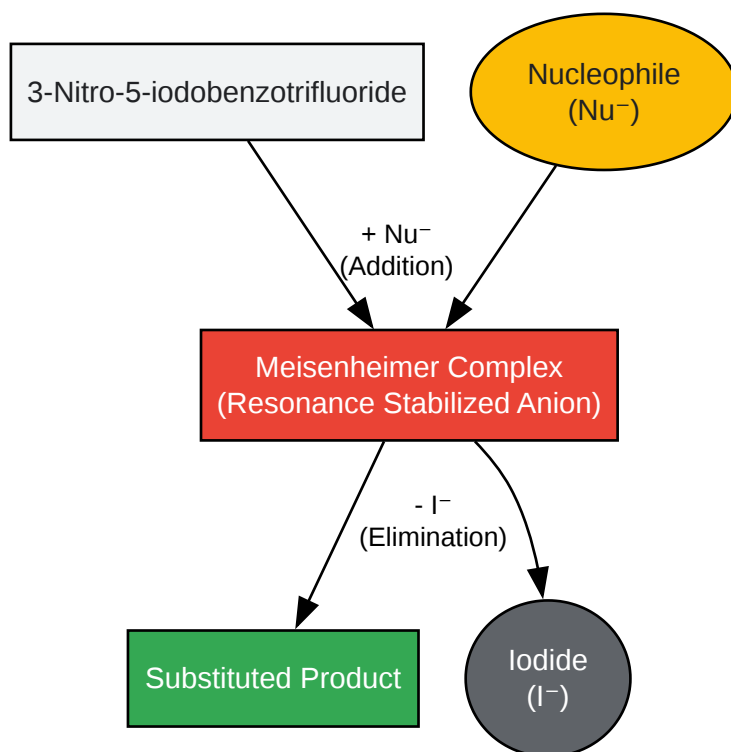 3-Nitro-5-iodobenzotrifluoride
Nucleophile
(Nu⁻)
+ Nu⁻
(Addition)
Meisenheimer Complex
(Resonance Stabilized Anion)
- I⁻
(Elimination)
Substituted Product
Iodide
(I⁻)